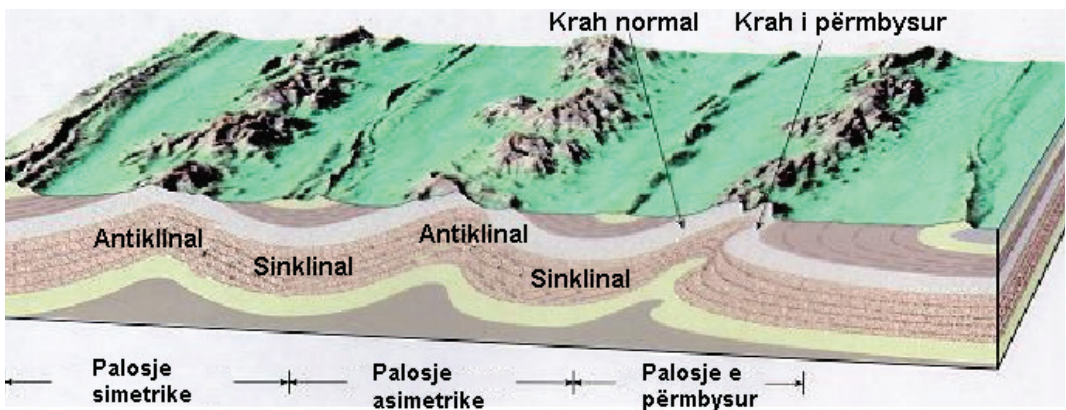 Krah normal
Krah i përmbysur
Antiklinal
Sinklinal
Antiklinal
Sinklinal
Palosje
simetrike
Palosje
asimetrike
Palosje e
përmbysur